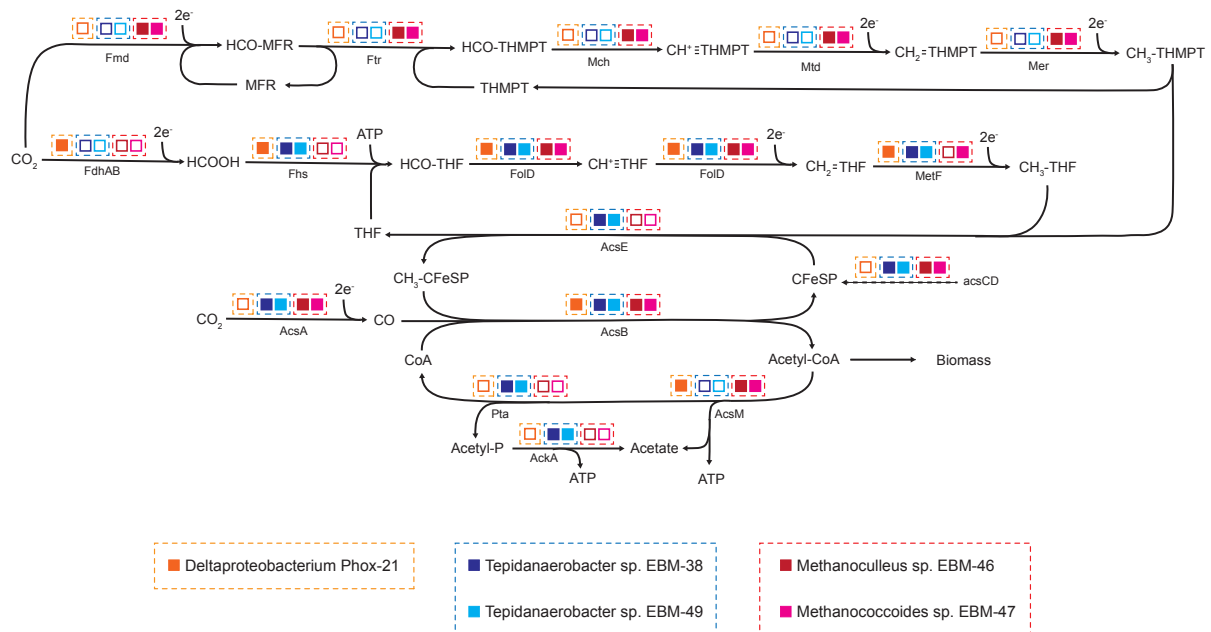 2e⁻ 2e⁻ 2e⁻
HCO-MFR HCO-THMPT CH⁺≡THMPT CH₂=THMPT CH₃-THMPT
Fmd Ftr Mch Mtd Mer
MFR THMPT
2e⁻ ATP 2e⁻ 2e⁻
CO₂ HCOOH HCO-THF CH⁺≡THF CH₂=THF CH₃-THF
FdhAB Fhs FolD FolD MetF
THF AcsE
CH₃-CFeSP CFeSP acsCD
2e⁻
CO₂ CO
AcsA AcsB
CoA Acetyl-CoA Biomass
Pta AcsM
Acetyl-P Acetate
AckA
ATP ATP
Deltaproteobacterium Phox-21 Tepidanaerobacter sp. EBM-38 Methanoculleus sp. EBM-46
Tepidanaerobacter sp. EBM-49 Methanococcoides sp. EBM-47